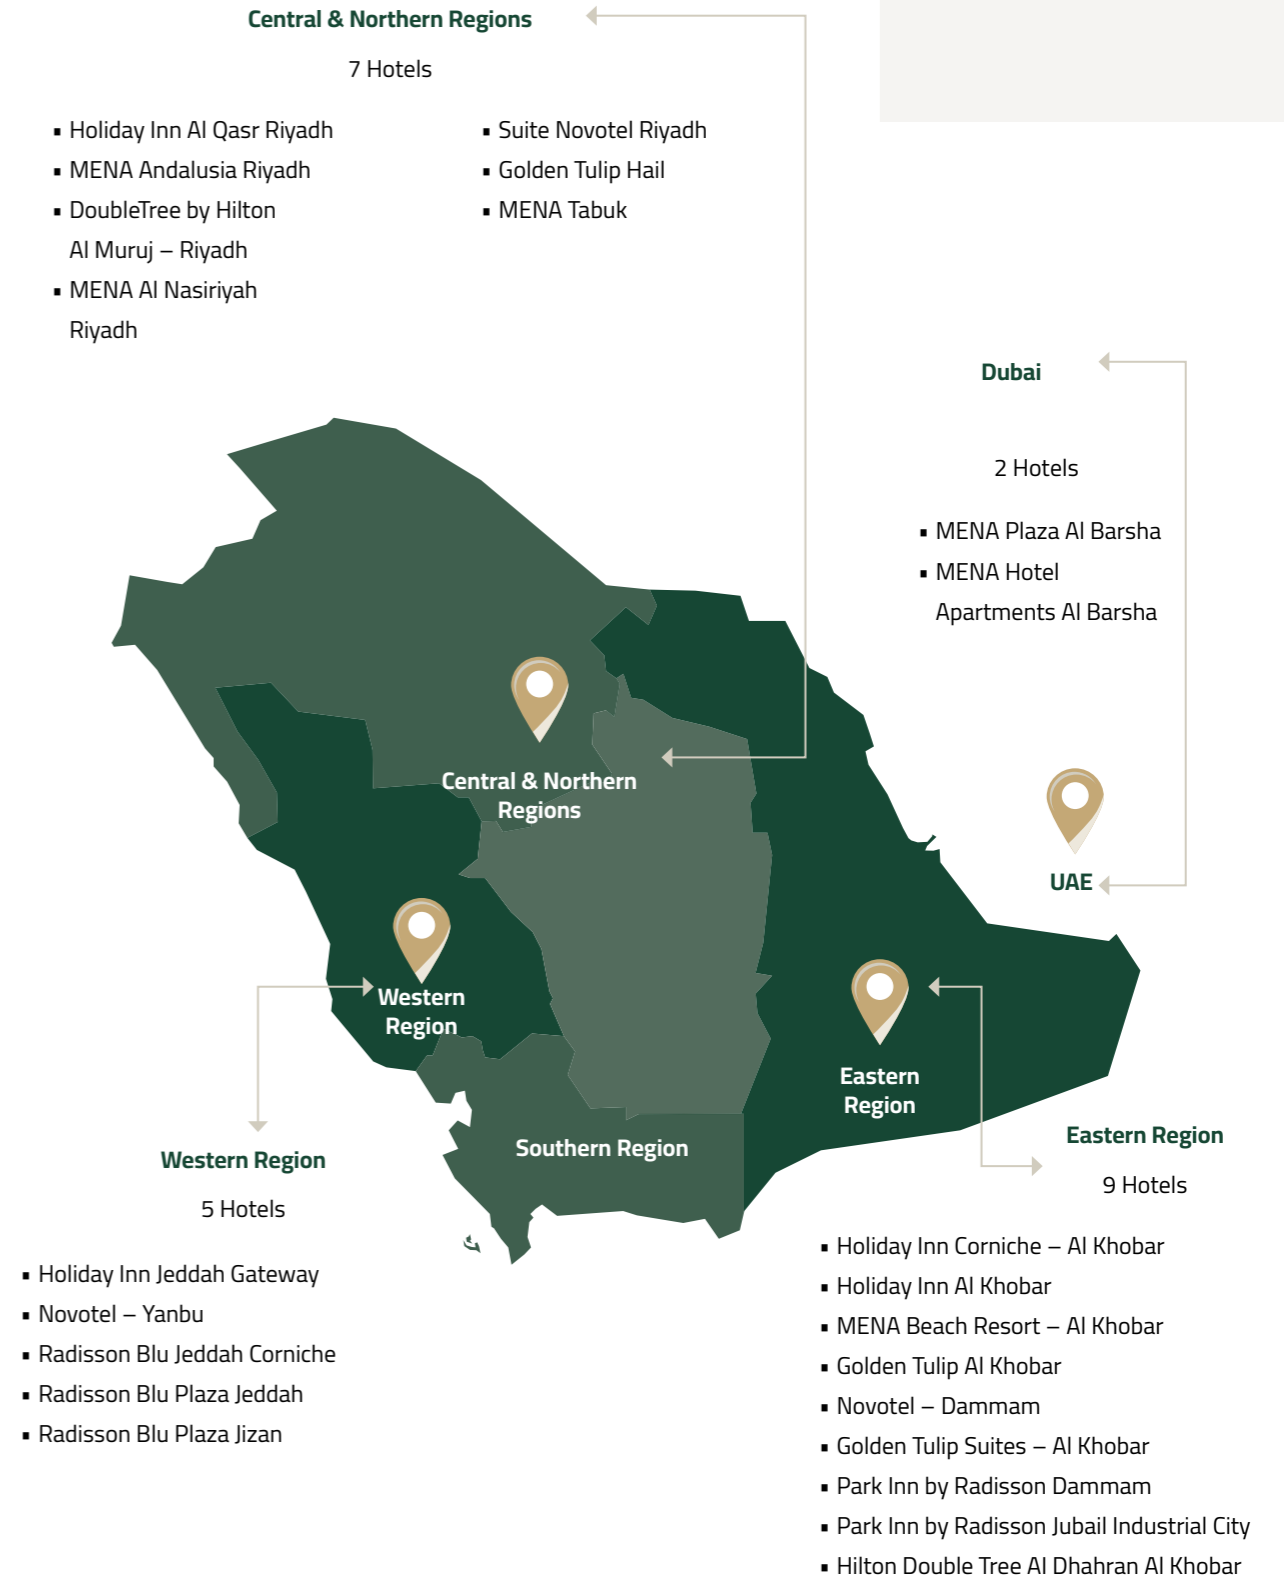 Central & Northern Regions
7 Hotels
▪ Holiday Inn Al Qasr Riyadh
▪ MENA Andalusia Riyadh
▪ DoubleTree by Hilton
Al Muruj – Riyadh
▪ MENA Al Nasiriyah
Riyadh
▪ Suite Novotel Riyadh
▪ Golden Tulip Hail
▪ MENA Tabuk
Dubai
2 Hotels
▪ MENA Plaza Al Barsha
▪ MENA Hotel
Apartments Al Barsha
Central & Northern
Regions
UAE
Western
Region
Eastern
Region
Southern Region
Western Region
5 Hotels
▪ Holiday Inn Jeddah Gateway
▪ Novotel – Yanbu
▪ Radisson Blu Jeddah Corniche
▪ Radisson Blu Plaza Jeddah
▪ Radisson Blu Plaza Jizan
Eastern Region
9 Hotels
▪ Holiday Inn Corniche – Al Khobar
▪ Holiday Inn Al Khobar
▪ MENA Beach Resort – Al Khobar
▪ Golden Tulip Al Khobar
▪ Novotel – Dammam
▪ Golden Tulip Suites – Al Khobar
▪ Park Inn by Radisson Dammam
▪ Park Inn by Radisson Jubail Industrial City
▪ Hilton Double Tree Al Dhahran Al Khobar